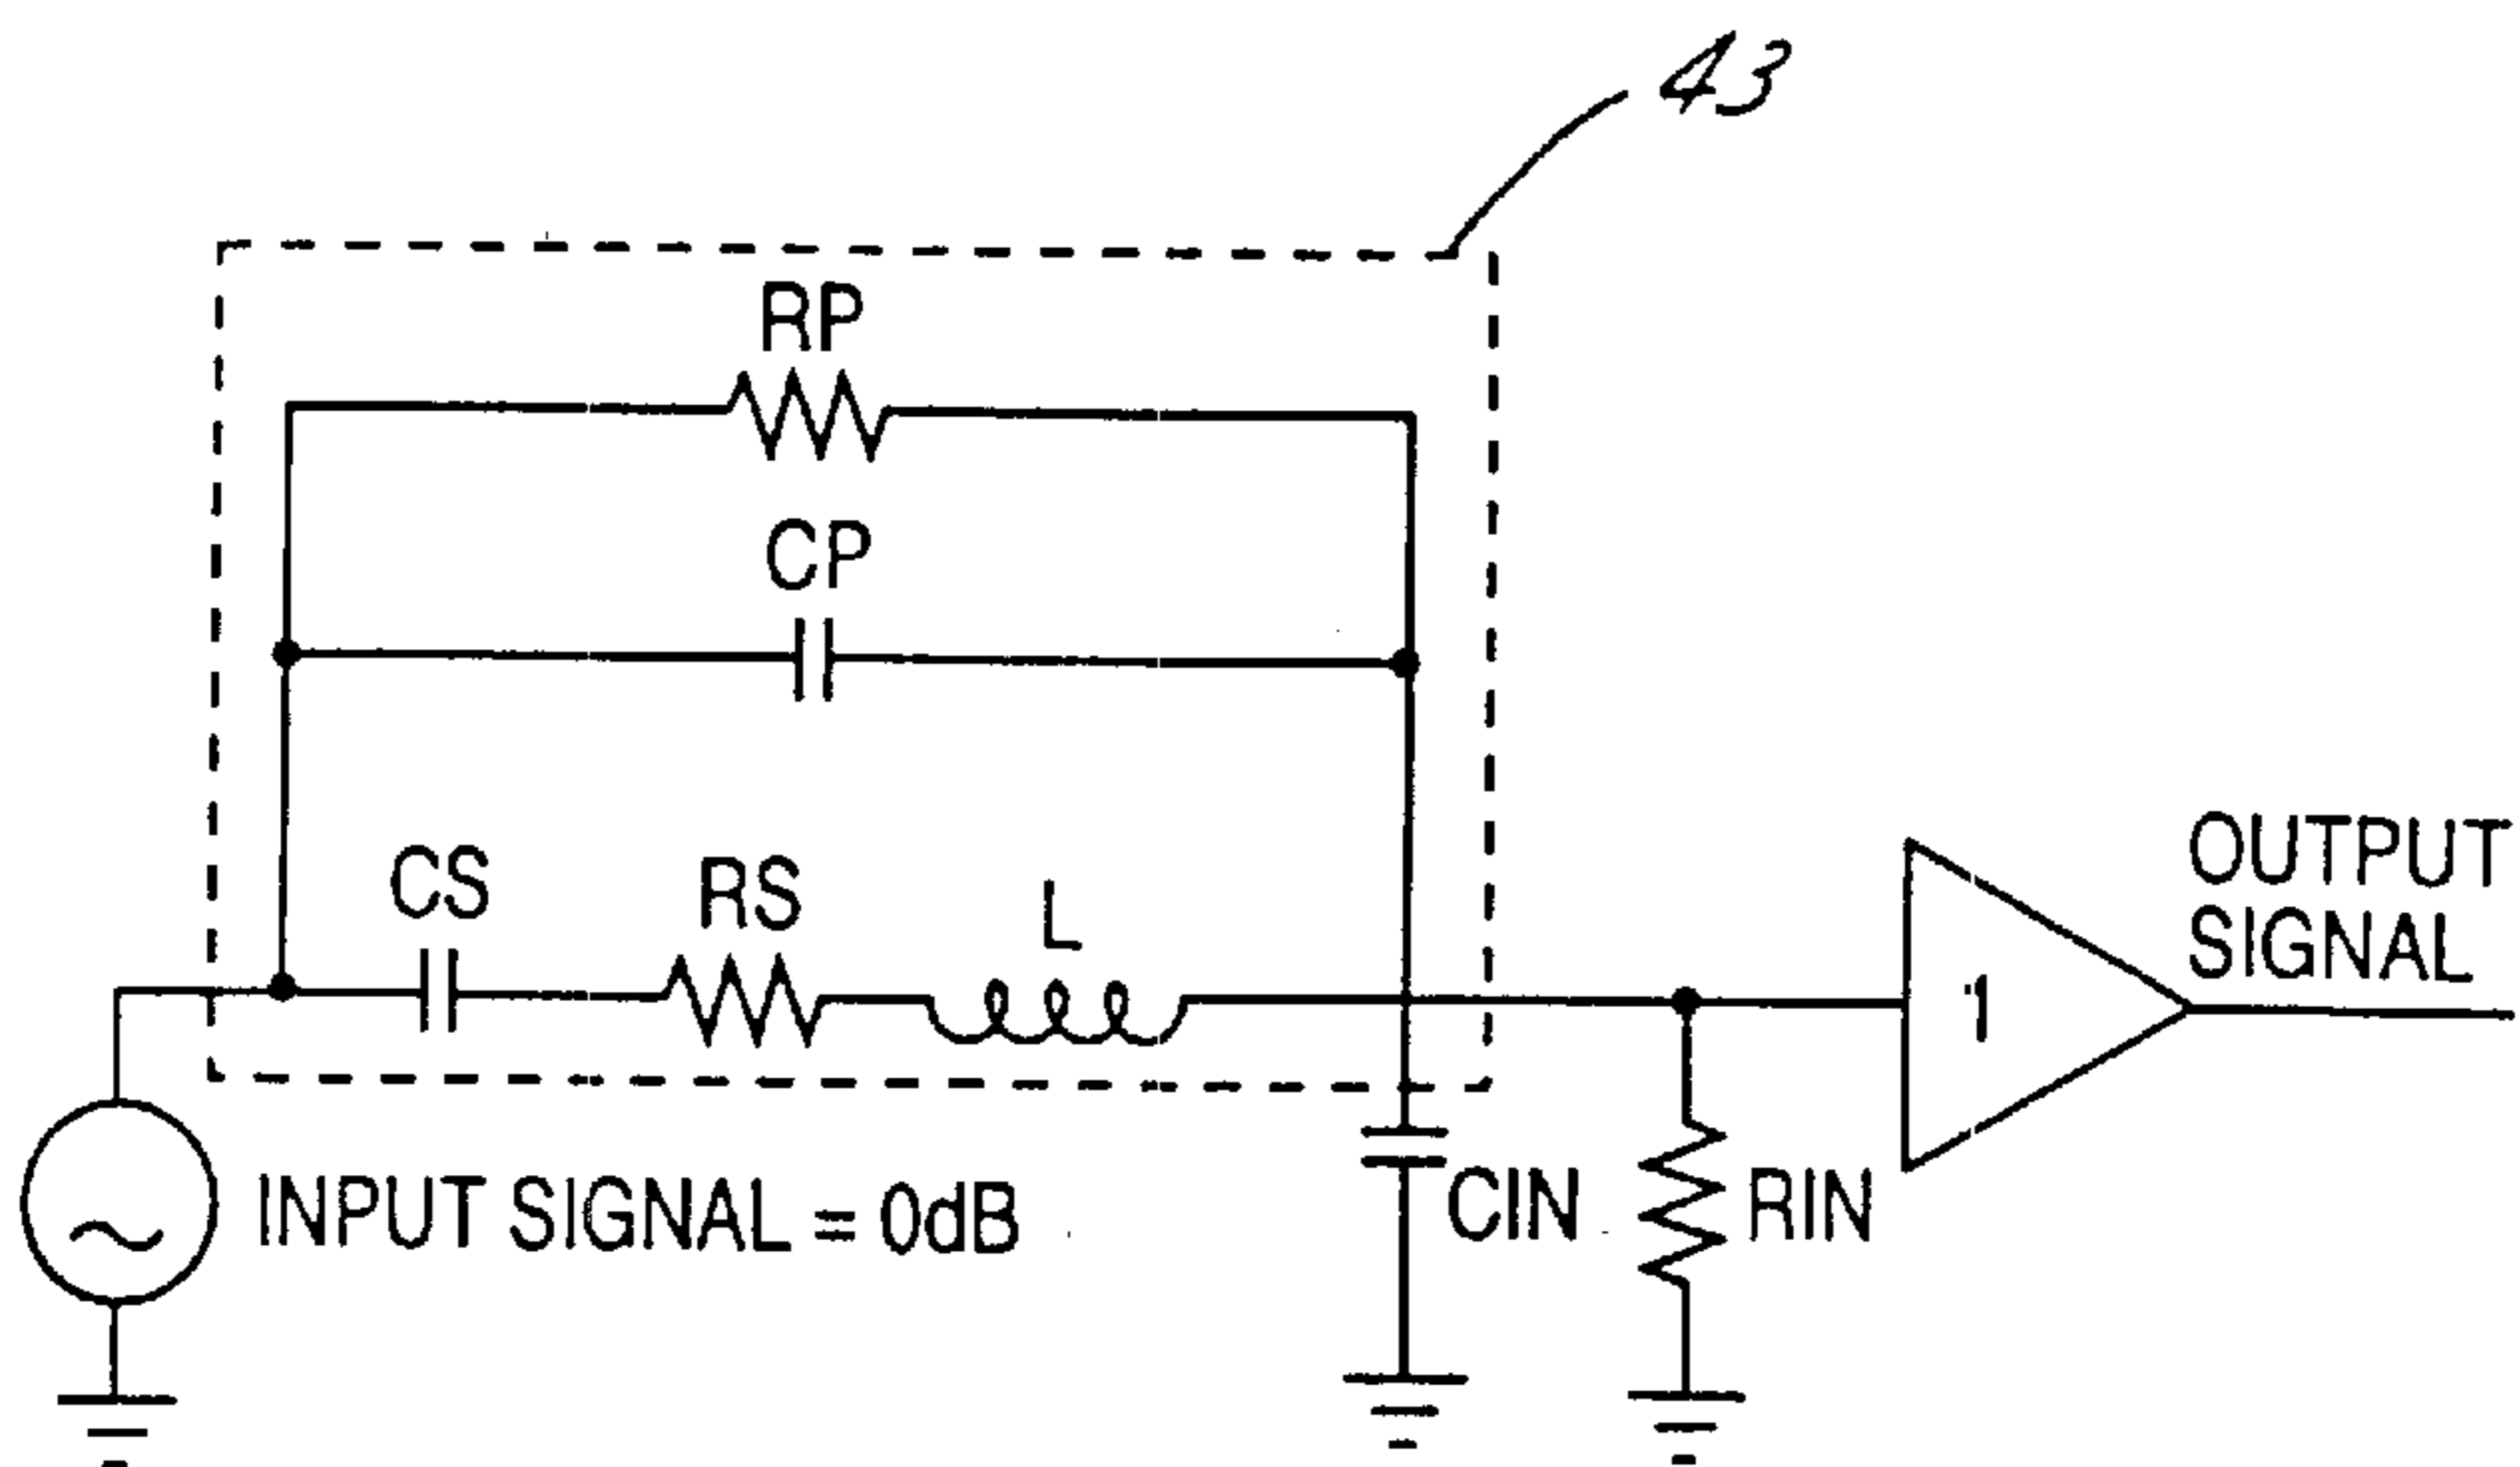 43
RP
CP
CS
RS
L
OUTPUT
SIGNAL
1
INPUT SIGNAL = 0dB
CIN
RIN